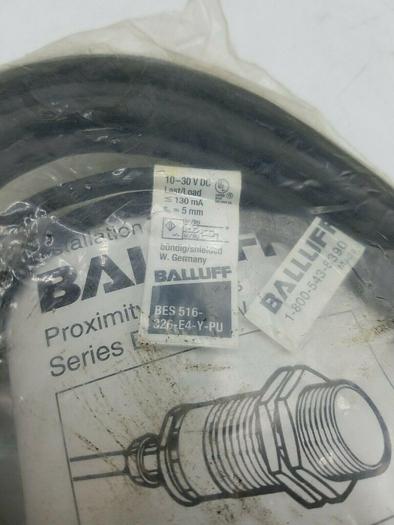 10-30 V DC
Last/Load
≤ 130 mA
= 5 mm
bündig/shielded
W. Germany
BALLUFF
BES 516-
326-E4-Y-PU
BALLUFF
1-800-543-8390
BALLUFF.
Proximity
Series